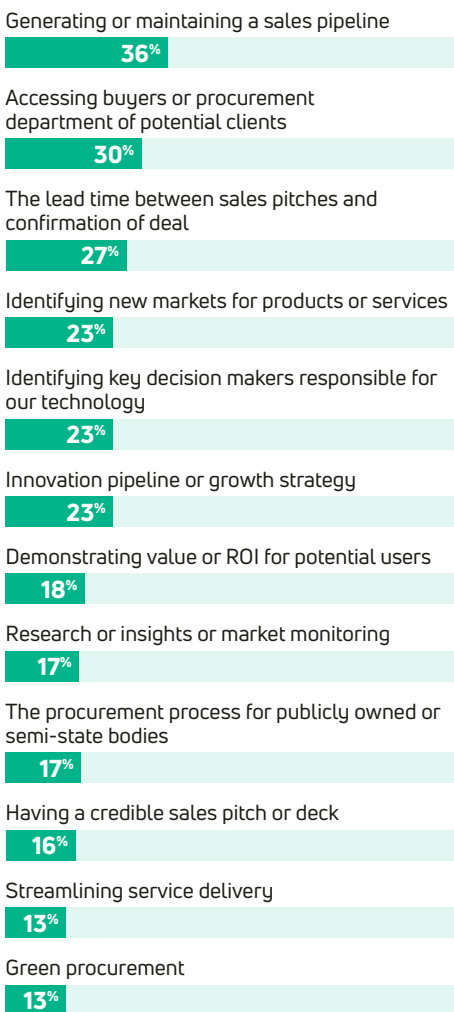 Generating or maintaining a sales pipeline
36%
Accessing buyers or procurement
department of potential clients
30%
The lead time between sales pitches and
confirmation of deal
27%
Identifying new markets for products or services
23%
Identifying key decision makers responsible for
our technology
23%
Innovation pipeline or growth strategy
23%
Demonstrating value or ROI for potential users
18%
Research or insights or market monitoring
17%
The procurement process for publicly owned or
semi-state bodies
17%
Having a credible sales pitch or deck
16%
Streamlining service delivery
13%
Green procurement
13%